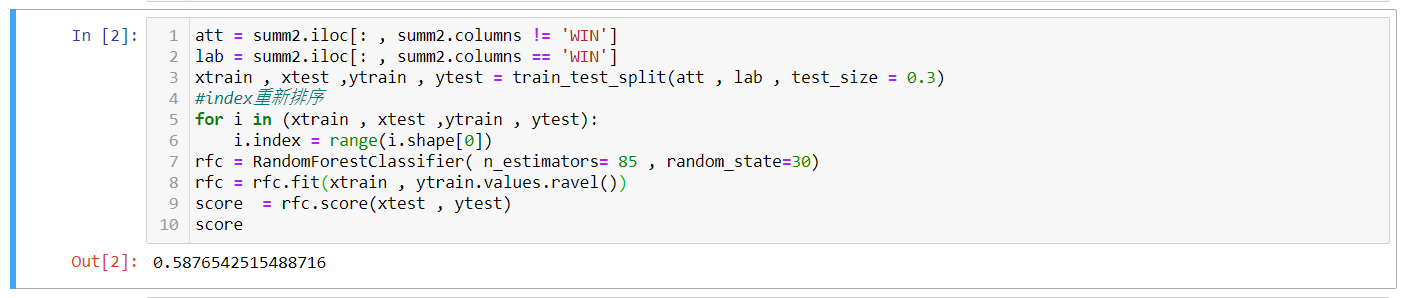 In [2]:
1 att = summ2.iloc[: , summ2.columns != 'WIN']
2 lab = summ2.iloc[: , summ2.columns == 'WIN']
3 xtrain , xtest ,ytrain , ytest = train_test_split(att , lab , test_size = 0.3)
4 #index重新排序
5 for i in (xtrain , xtest ,ytrain , ytest):
6     i.index = range(i.shape[0])
7 rfc = RandomForestClassifier( n_estimators= 85 , random_state=30)
8 rfc = rfc.fit(xtrain , ytrain.values.ravel())
9 score  = rfc.score(xtest , ytest)
10 score
Out[2]: 0.5876542515488716